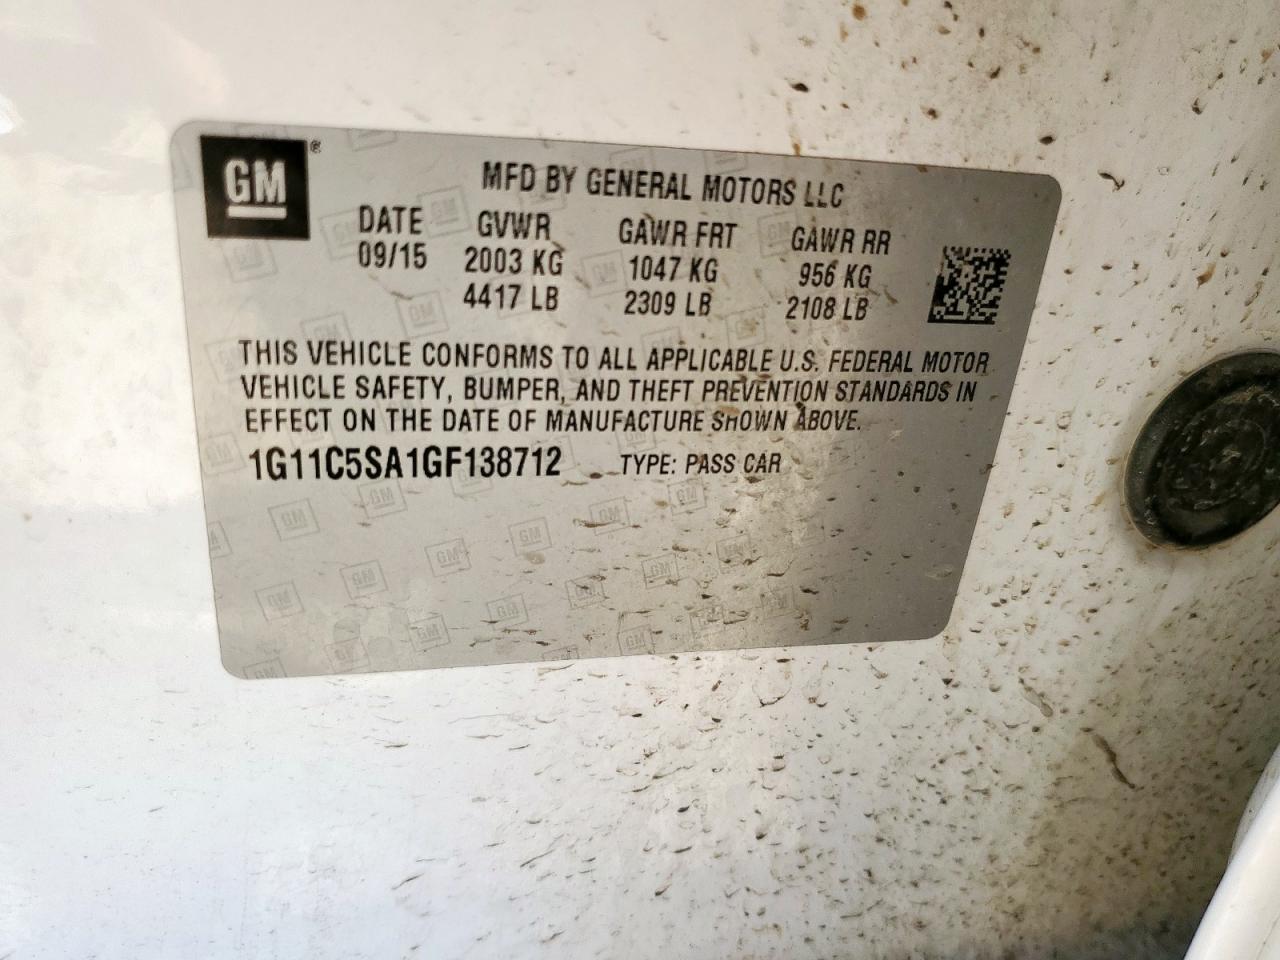 GM®
MFD BY GENERAL MOTORS LLC
DATE GVWR GAWR FRT GAWR RR
09/15 2003 KG 1047 KG 956 KG
4417 LB 2309 LB 2108 LB
THIS VEHICLE CONFORMS TO ALL APPLICABLE U.S. FEDERAL MOTOR
VEHICLE SAFETY, BUMPER, AND THEFT PREVENTION STANDARDS IN
EFFECT ON THE DATE OF MANUFACTURE SHOWN ABOVE.
1G11C5SA1GF138712 TYPE: PASS CAR